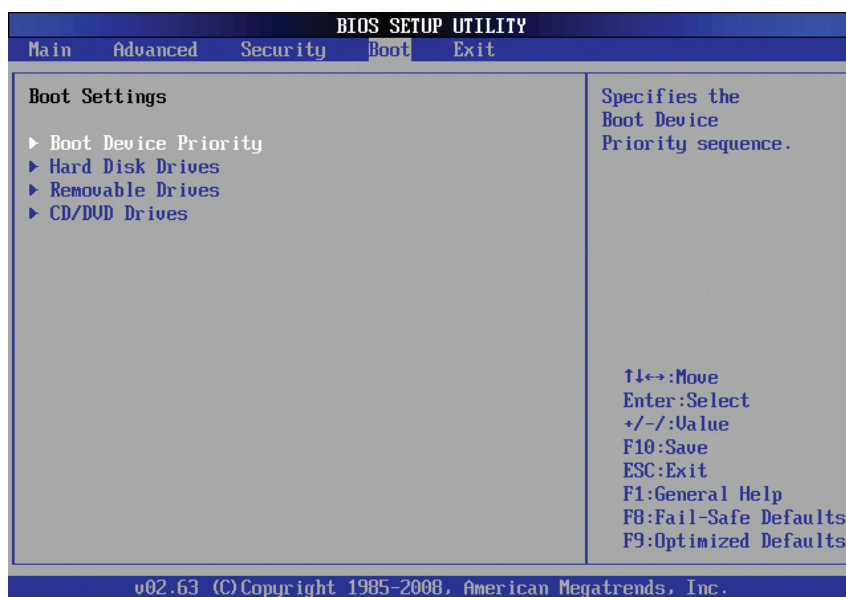 BIOS SETUP UTILITY
Main Advanced Security Boot Exit
Boot Settings
▶ Boot Device Priority
▶ Hard Disk Drives
▶ Removable Drives
▶ CD/DVD Drives
Specifies the
Boot Device
Priority sequence.
↑↓←→:Move
Enter:Select
+/-/:Value
F10:Save
ESC:Exit
F1:General Help
F8:Fail-Safe Defaults
F9:Optimized Defaults
v02.63 (C)Copyright 1985-2008, American Megatrends, Inc.